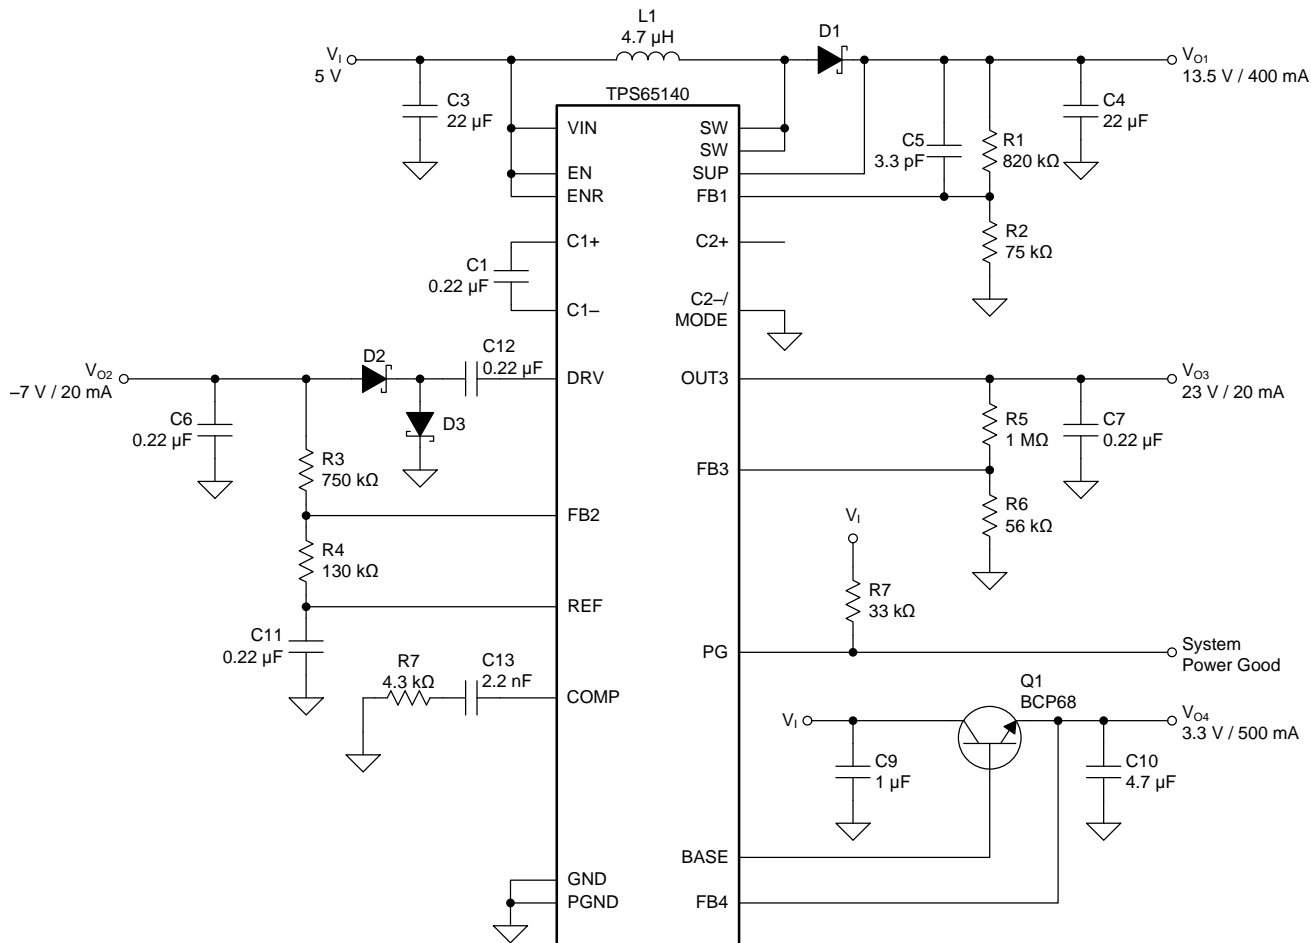 L1
4.7 µH
D1
VI
5 V
VO1
13.5 V / 400 mA
C3
22 µF
TPS65140
C4
22 µF
VIN
SW
SW
C5
3.3 pF
R1
820 kΩ
EN
SUP
ENR
FB1
C1+
C2+
R2
75 kΩ
C1
0.22 µF
C1–
C2–/
MODE
VO2
–7 V / 20 mA
D2
C12
0.22 µF
DRV
OUT3
VO3
23 V / 20 mA
C6
0.22 µF
D3
R5
1 MΩ
C7
0.22 µF
R3
750 kΩ
FB3
FB2
R6
56 kΩ
VI
R4
130 kΩ
R7
33 kΩ
REF
C11
0.22 µF
PG
System
Power Good
R7
4.3 kΩ
C13
2.2 nF
COMP
Q1
BCP68
VI
VO4
3.3 V / 500 mA
C9
1 µF
C10
4.7 µF
BASE
GND
PGND
FB4